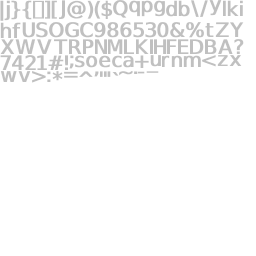 |j}{[]][J@)($Qqpgdb\/ylki
hfUSOGC986530&%tZY
XWVTRPNMLKIHFEDBA?
7421#!;soeca+urnm<zx
wv>:*=^